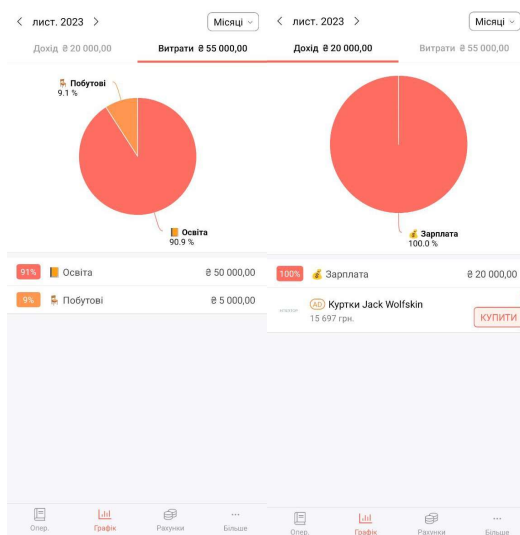 лист. 2023
Місяці
Дохід ₴ 20 000,00
Витрати ₴ 55 000,00
Побутові
9.1 %
Освіта
90.9 %
91% Освіта ₴ 50 000,00
9% Побутові ₴ 5 000,00
Опер.
Графік
Рахунки
Більше
лист. 2023
Місяці
Дохід ₴ 20 000,00
Витрати ₴ 55 000,00
Зарплата
100.0 %
100% Зарплата ₴ 20 000,00
AD Куртки Jack Wolfskin
15 697 грн.
КУПИТИ
Опер.
Графік
Рахунки
Більше